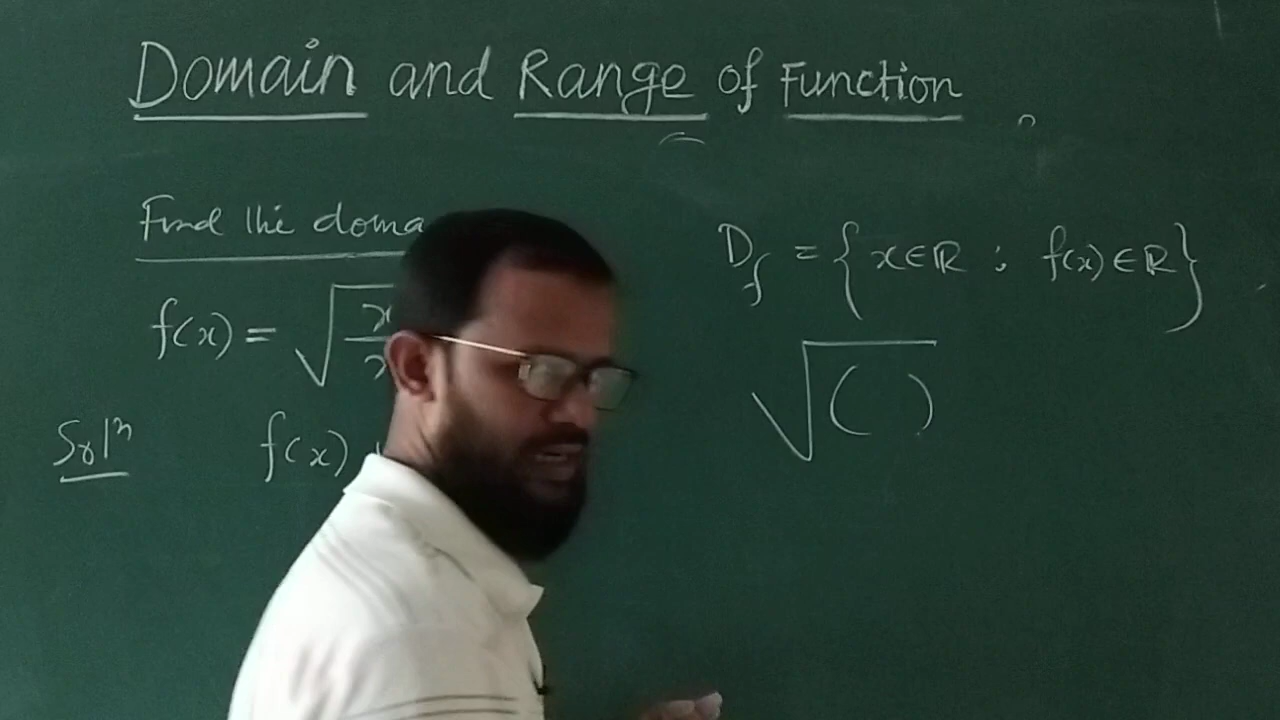 Domain and Range of Function
Find the doma
f(x) = √
D_f = { x∈ℝ : f(x)∈ℝ }
√( )
Solⁿ f(x)